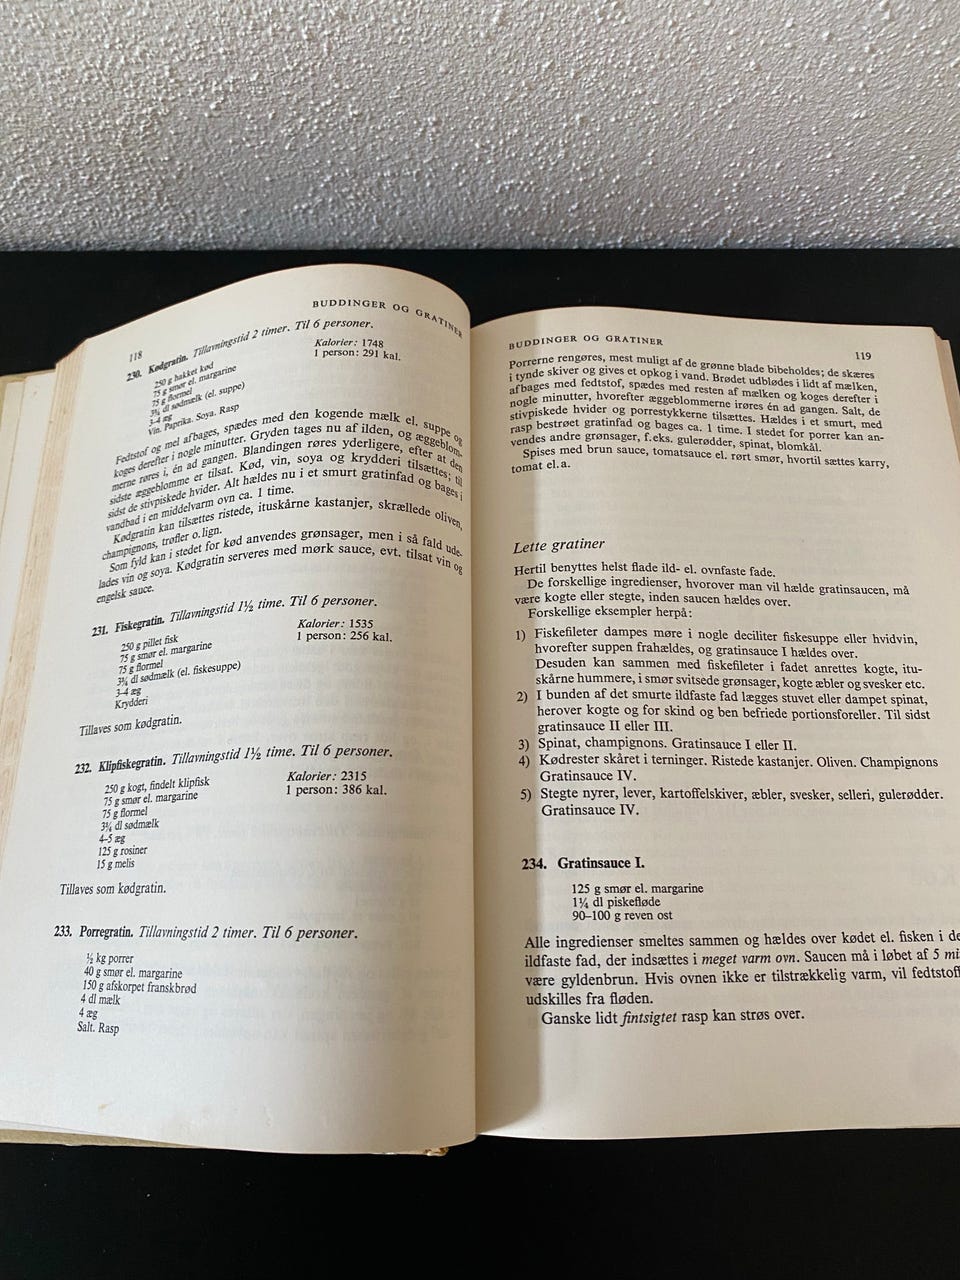 118
BUDDINGER OG GRATINER
230. Kødgratin. Tillavningstid 2 timer. Til 6 personer.
250 g hakket kød
75 g smør el. margarine
75 g flormel
3¾ dl sødmælk (el. suppe)
3-4 æg
Vin. Paprika. Soya. Rasp
Kalorier: 1748
1 person: 291 kal.
Fedtstof og mel afbages, spædes med den kogende mælk el. suppe og
koges derefter i nogle minutter. Gryden tages nu af ilden, og æggeblom-
merne røres i, én ad gangen. Blandingen røres yderligere, efter at den
sidste æggeblomme er tilsat. Kød, vin, soya og krydderi tilsættes; til
sidst de stivpiskede hvider. Alt hældes nu i et smurt gratinfad og bages i
vandbad i en middelvarm ovn ca. 1 time.
Kødgratin kan tilsættes ristede, ituskårne kastanjer, skrællede oliven,
champignons, trøfler o.lign.
Som fyld kan i stedet for kød anvendes grønsager, men i så fald ude-
lades vin og soya. Kødgratin serveres med mørk sauce, evt. tilsat vin og
engelsk sauce.
231. Fiskegratin. Tillavningstid 1½ time. Til 6 personer.
250 g pillet fisk
75 g smør el. margarine
75 g flormel
3¾ dl sødmælk (el. fiskesuppe)
3-4 æg
Krydderi
Kalorier: 1535
1 person: 256 kal.
Tillaves som kødgratin.
232. Klipfiskegratin. Tillavningstid 1½ time. Til 6 personer.
250 g kogt, findelt klipfisk
75 g smør el. margarine
75 g flormel
3¾ dl sødmælk
4-5 æg
125 g rosiner
15 g melis
Kalorier: 2315
1 person: 386 kal.
Tillaves som kødgratin.
233. Porregratin. Tillavningstid 2 timer. Til 6 personer.
½ kg porrer
40 g smør el. margarine
150 g afskorpet franskbrød
4 dl mælk
4 æg
Salt. Rasp
BUDDINGER OG GRATINER
119
Porrerne rengøres, mest muligt af de grønne blade bibeholdes; de skæres
i tynde skiver og gives et opkog i vand. Brødet udblødes i lidt af mælken,
afbages med fedtstof, spædes med resten af mælken og koges derefter i
nogle minutter, hvorefter æggeblommerne irøres én ad gangen. Salt, de
stivpiskede hvider og porrestykkerne tilsættes. Hældes i et smurt, med
rasp bestrøet gratinfad og bages ca. 1 time. I stedet for porrer kan an-
vendes andre grønsager, f.eks. gulerødder, spinat, blomkål.
Spises med brun sauce, tomatsauce el. rørt smør, hvortil sættes karry,
tomat el.a.
Lette gratiner
Hertil benyttes helst flade ild- el. ovnfaste fade.
De forskellige ingredienser, hvorover man vil hælde gratinsaucen, må
være kogte eller stegte, inden saucen hældes over.
Forskellige eksempler herpå:
1) Fiskefileter dampes møre i nogle deciliter fiskesuppe eller hvidvin,
hvorefter suppen frahældes, og gratinsauce I hældes over.
Desuden kan sammen med fiskefileter i fadet anrettes kogte, itu-
skårne hummere, i smør svitsede grønsager, kogte æbler og svesker etc.
2) I bunden af det smurte ildfaste fad lægges stuvet eller dampet spinat,
herover kogte og for skind og ben befriede portionsforeller. Til sidst
gratinsauce II eller III.
3) Spinat, champignons. Gratinsauce I eller II.
4) Kødrester skåret i terninger. Ristede kastanjer. Oliven. Champignons
Gratinsauce IV.
5) Stegte nyrer, lever, kartoffelskiver, æbler, svesker, selleri, gulerødder.
Gratinsauce IV.
234. Gratinsauce I.
125 g smør el. margarine
1¼ dl piskefløde
90-100 g reven ost
Alle ingredienser smeltes sammen og hældes over kødet el. fisken i de
ildfaste fad, der indsættes i meget varm ovn. Saucen må i løbet af 5 mi
være gyldenbrun. Hvis ovnen ikke er tilstrækkelig varm, vil fedtstoff
udskilles fra fløden.
Ganske lidt fintsigtet rasp kan strøs over.